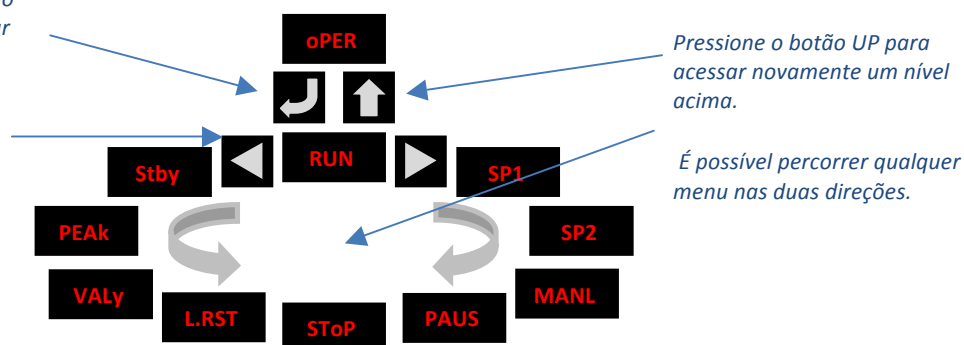 oPER
Pressione o botão UP para
acessar novamente um nível
acima.
RUN
Stby
SP1
É possível percorrer qualquer
menu nas duas direções.
PEAk
SP2
VALy
MANL
L.RST
SToP
PAUS